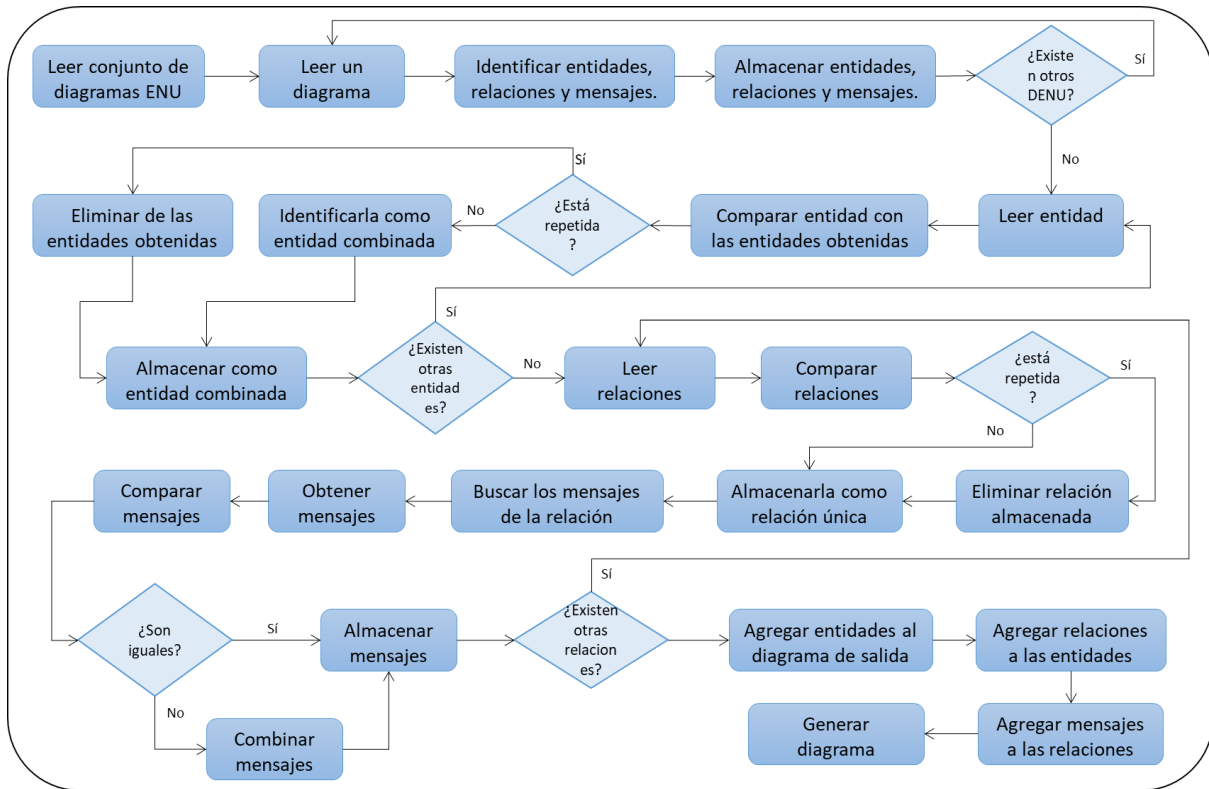 Leer conjunto de
diagramas ENU
Leer un
diagrama
Identificar entidades,
relaciones y mensajes.
Almacenar entidades,
relaciones y mensajes.
¿Existe
n otros
DENU?
Sí
No
Leer entidad
Comparar entidad con
las entidades obtenidas
¿Está
repetida
?
Sí
No
Identificarla como
entidad combinada
Eliminar de las
entidades obtenidas
Almacenar como
entidad combinada
¿Existen
otras
entidad
es?
Sí
No
Leer
relaciones
Comparar
relaciones
¿está
repetida
?
Sí
No
Eliminar relación
almacenada
Almacenarla como
relación única
Buscar los mensajes
de la relación
Obtener
mensajes
Comparar
mensajes
¿Son
iguales?
Sí
No
Combinar
mensajes
Almacenar
mensajes
¿Existen
otras
relacion
es?
Sí
Agregar entidades al
diagrama de salida
Agregar relaciones
a las entidades
Agregar mensajes
a las relaciones
Generar
diagrama